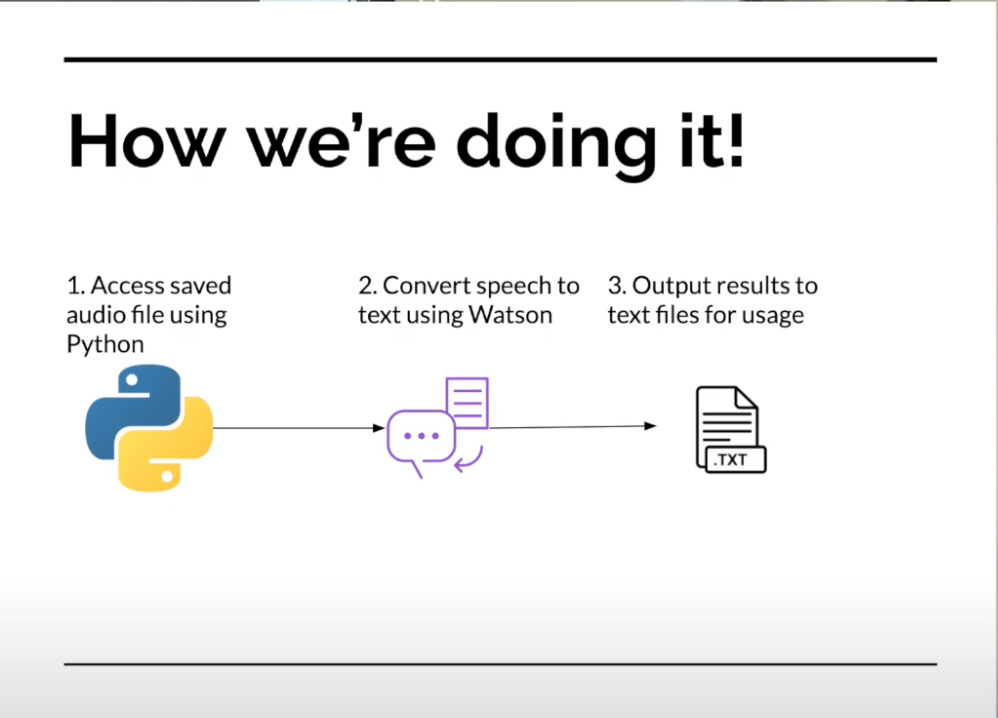 How we're doing it!
1. Access saved
audio file using
Python
2. Convert speech to
text using Watson
3. Output results to
text files for usage
.TXT